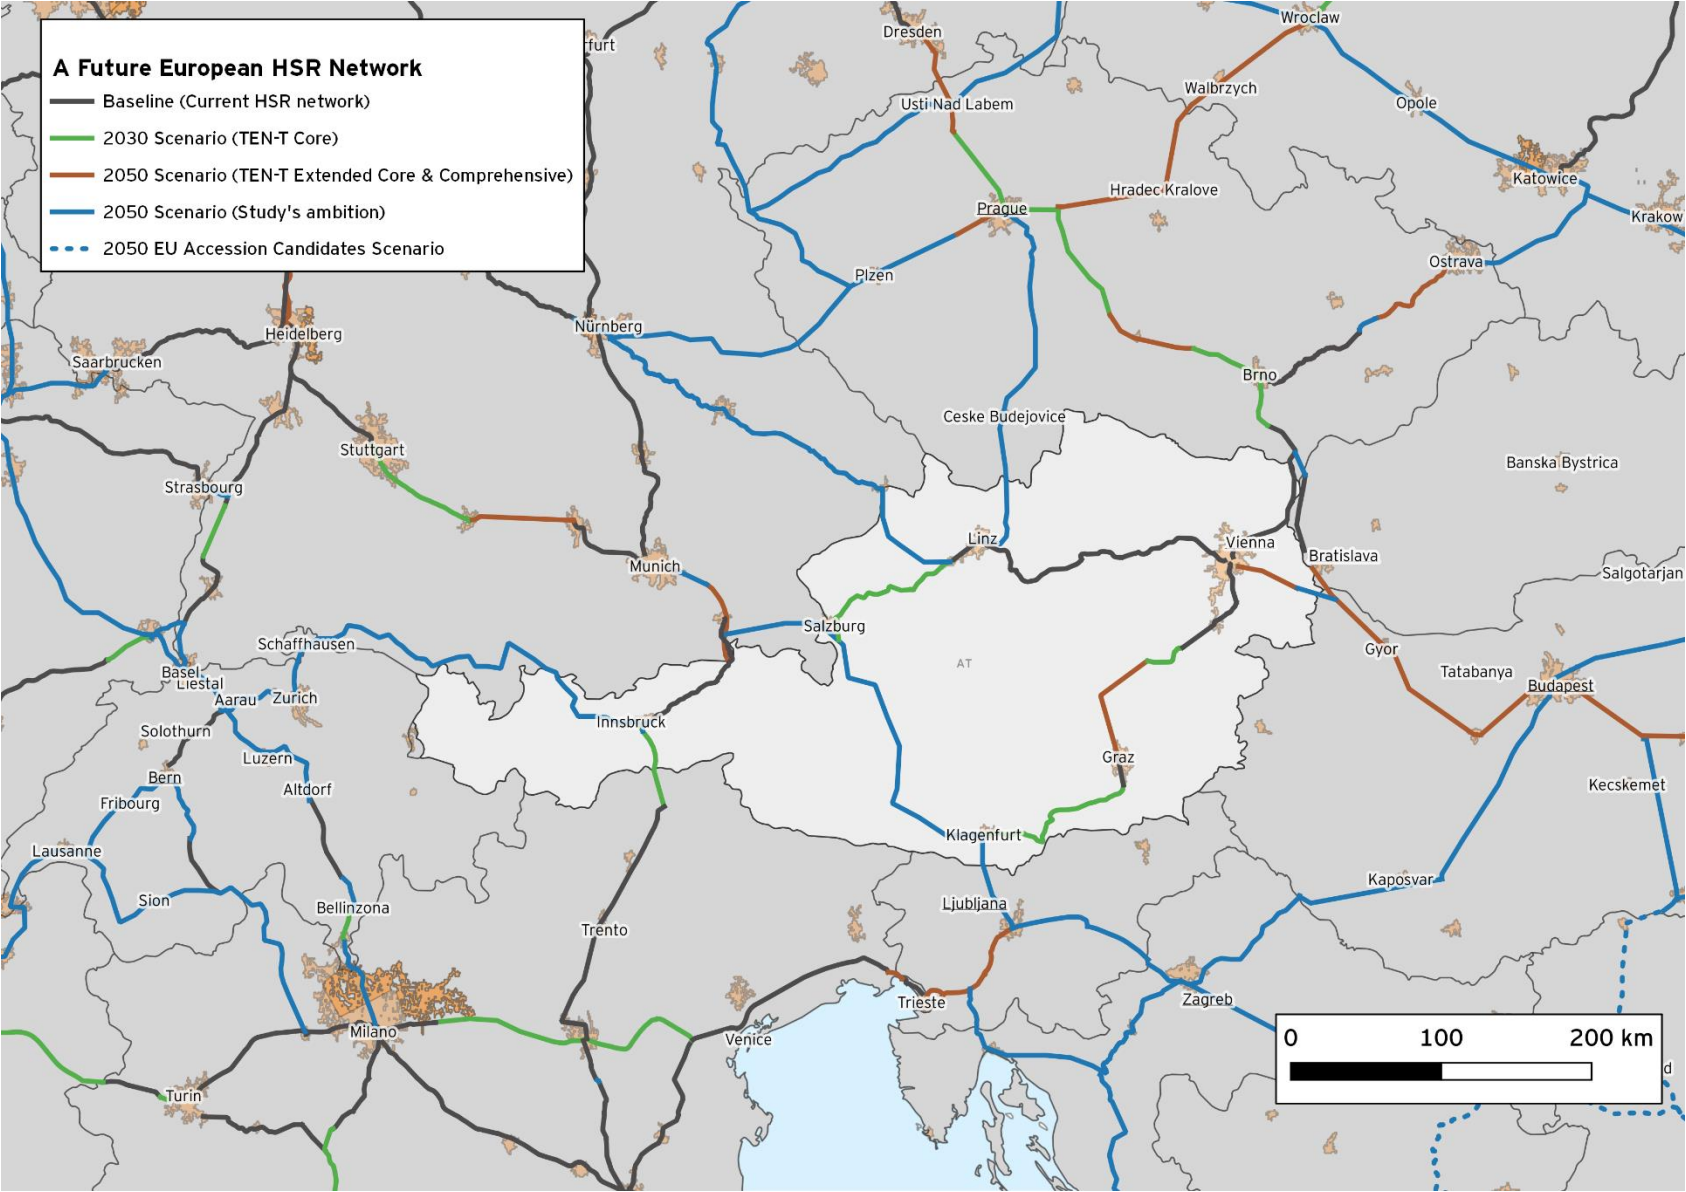 Dresden
Wroclaw
rfurt
A Future European HSR Network
Baseline (Current HSR network)
2030 Scenario (TEN-T Core)
2050 Scenario (TEN-T Extended Core & Comprehensive)
2050 Scenario (Study's ambition)
2050 EU Accession Candidates Scenario
Walbrzych
Usti Nad Labem
Opole
Katowice
Hradec Kralove
Prague
Krakow
Ostrava
Plzen
Nürnberg
Heidelberg
Saarbrucken
Brno
Ceske Budejovice
Stuttgart
Banska Bystrica
Strasbourg
Linz
Vienna
Bratislava
Munich
Salgotarjan
Salzburg
Schaffhausen
Gyor
AT
Basel
Liestal
Tatabanya
Budapest
Aarau
Zurich
Innsbruck
Solothurn
Luzern
Graz
Bern
Altdorf
Kecskemet
Fribourg
Klagenfurt
Lausanne
Kaposvar
Sion
Bellinzona
Ljubljana
Trento
Zagreb
Trieste
Milano
Venice
0 100 200 km
d
Turin